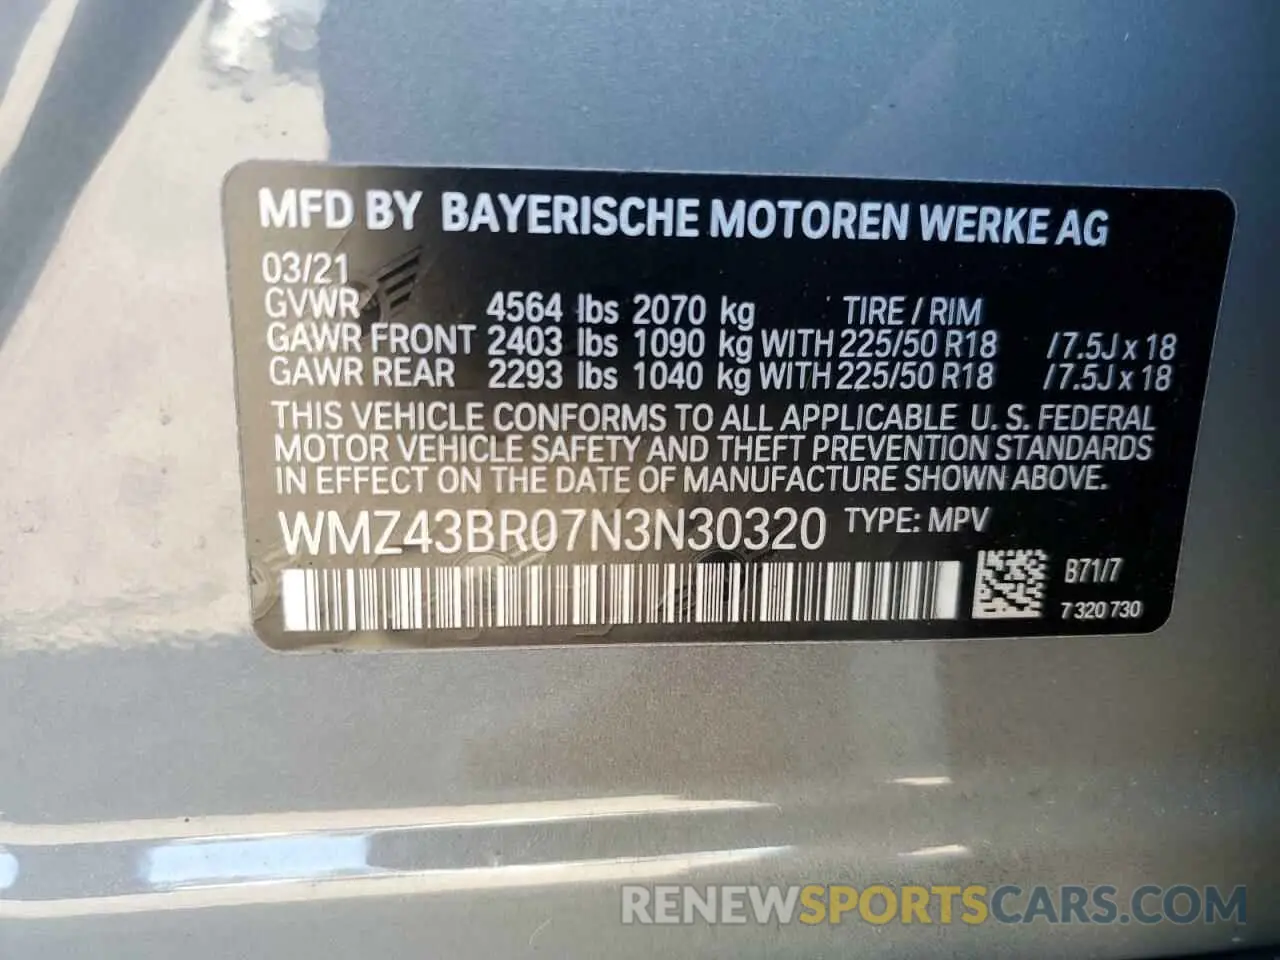 MFD BY BAYERISCHE MOTOREN WERKE AG
03/21
GVWR 4564 lbs 2070 kg TIRE / RIM
GAWR FRONT 2403 lbs 1090 kg WITH 225/50 R18 / 7.5J x 18
GAWR REAR 2293 lbs 1040 kg WITH 225/50 R18 / 7.5J x 18
THIS VEHICLE CONFORMS TO ALL APPLICABLE U. S. FEDERAL
MOTOR VEHICLE SAFETY AND THEFT PREVENTION STANDARDS
IN EFFECT ON THE DATE OF MANUFACTURE SHOWN ABOVE.
WMZ43BR07N3N30320 TYPE: MPV
B71/7
7 320 730
RENEWSPORTSCARS.COM